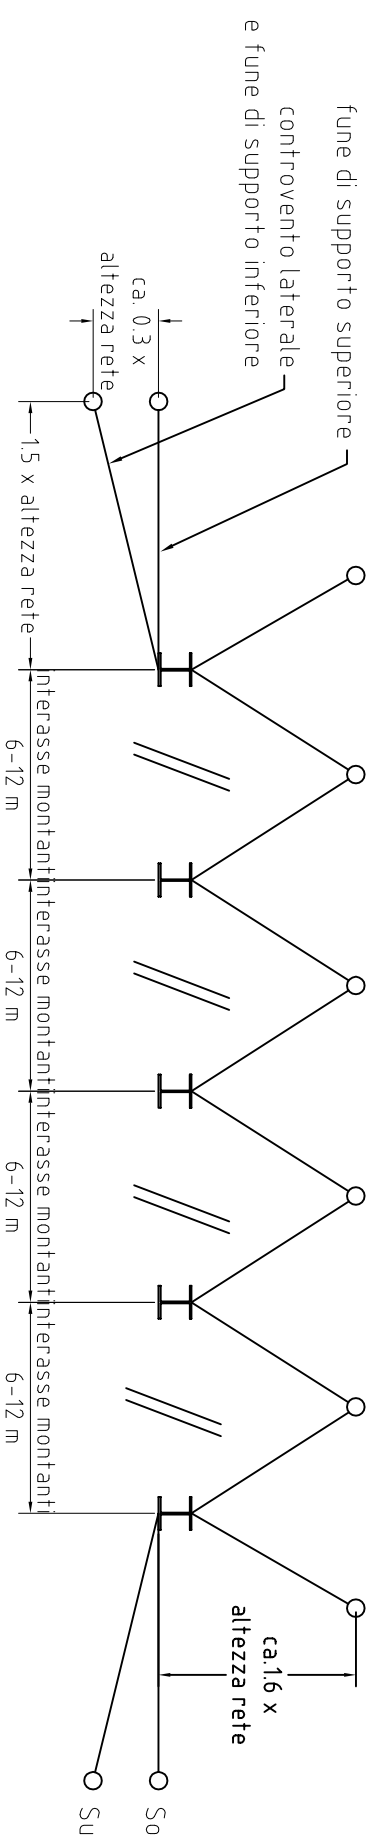 fune di supporto superiore
controvento laterale
e fune di supporto inferiore
ca. 0.3 x
altezza rete
1.5 x altezza rete
interasse montanti
6-12 m
interasse montanti
6-12 m
interasse montanti
6-12 m
interasse montanti
6-12 m
ca.1.6 x
altezza rete
So
Su